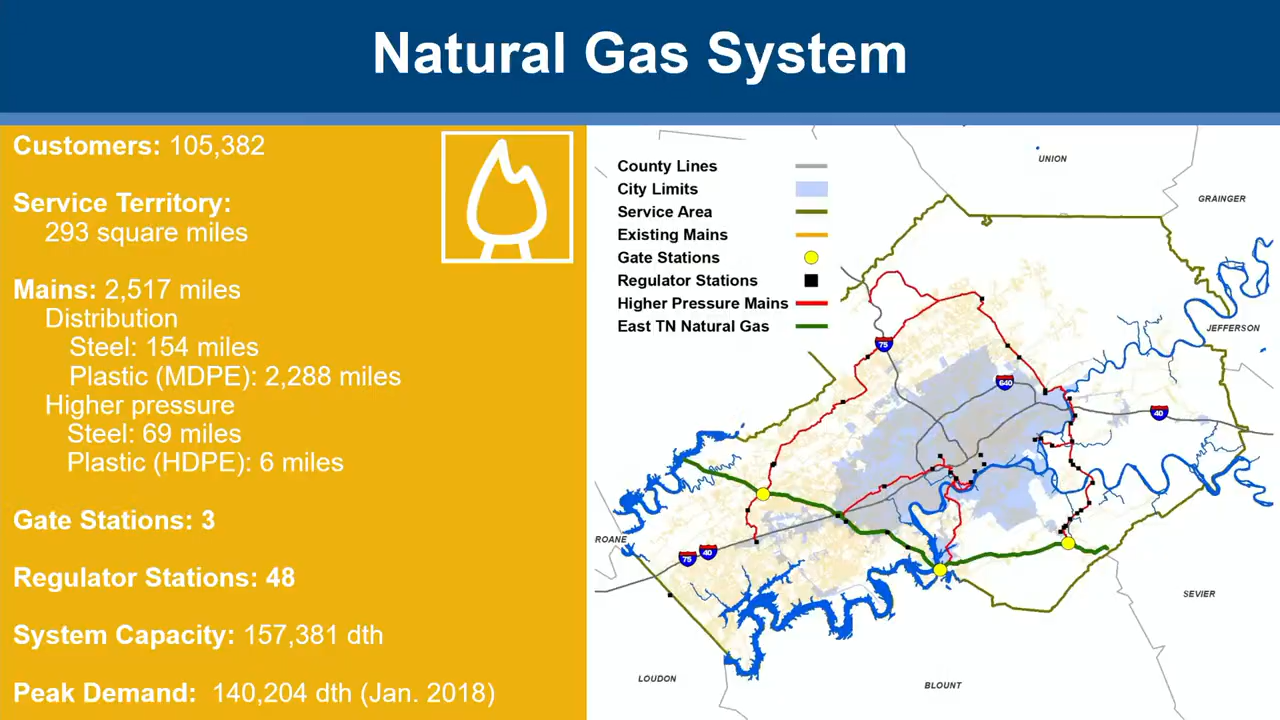 Natural Gas System
Customers: 105,382
Service Territory:
293 square miles
Mains: 2,517 miles
Distribution
Steel: 154 miles
Plastic (MDPE): 2,288 miles
Higher pressure
Steel: 69 miles
Plastic (HDPE): 6 miles
Gate Stations: 3
Regulator Stations: 48
System Capacity: 157,381 dth
Peak Demand: 140,204 dth (Jan. 2018)
County Lines
City Limits
Service Area
Existing Mains
Gate Stations
Regulator Stations
Higher Pressure Mains
East TN Natural Gas
UNION
GRAINGER
JEFFERSON
75
640
40
ROANE
75
40
SEVIER
LOUDON
BLOUNT